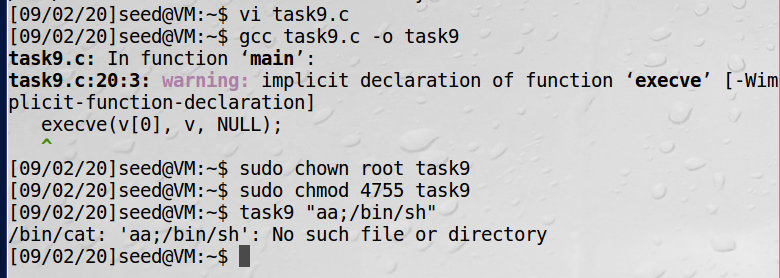 [09/02/20]seed@VM:~$ vi task9.c
[09/02/20]seed@VM:~$ gcc task9.c -o task9
task9.c: In function ‘main’:
task9.c:20:3: warning: implicit declaration of function ‘execve’ [-Wim
plicit-function-declaration]
   execve(v[0], v, NULL);
   ^
[09/02/20]seed@VM:~$ sudo chown root task9
[09/02/20]seed@VM:~$ sudo chmod 4755 task9
[09/02/20]seed@VM:~$ task9 "aa;/bin/sh"
/bin/cat: 'aa;/bin/sh': No such file or directory
[09/02/20]seed@VM:~$